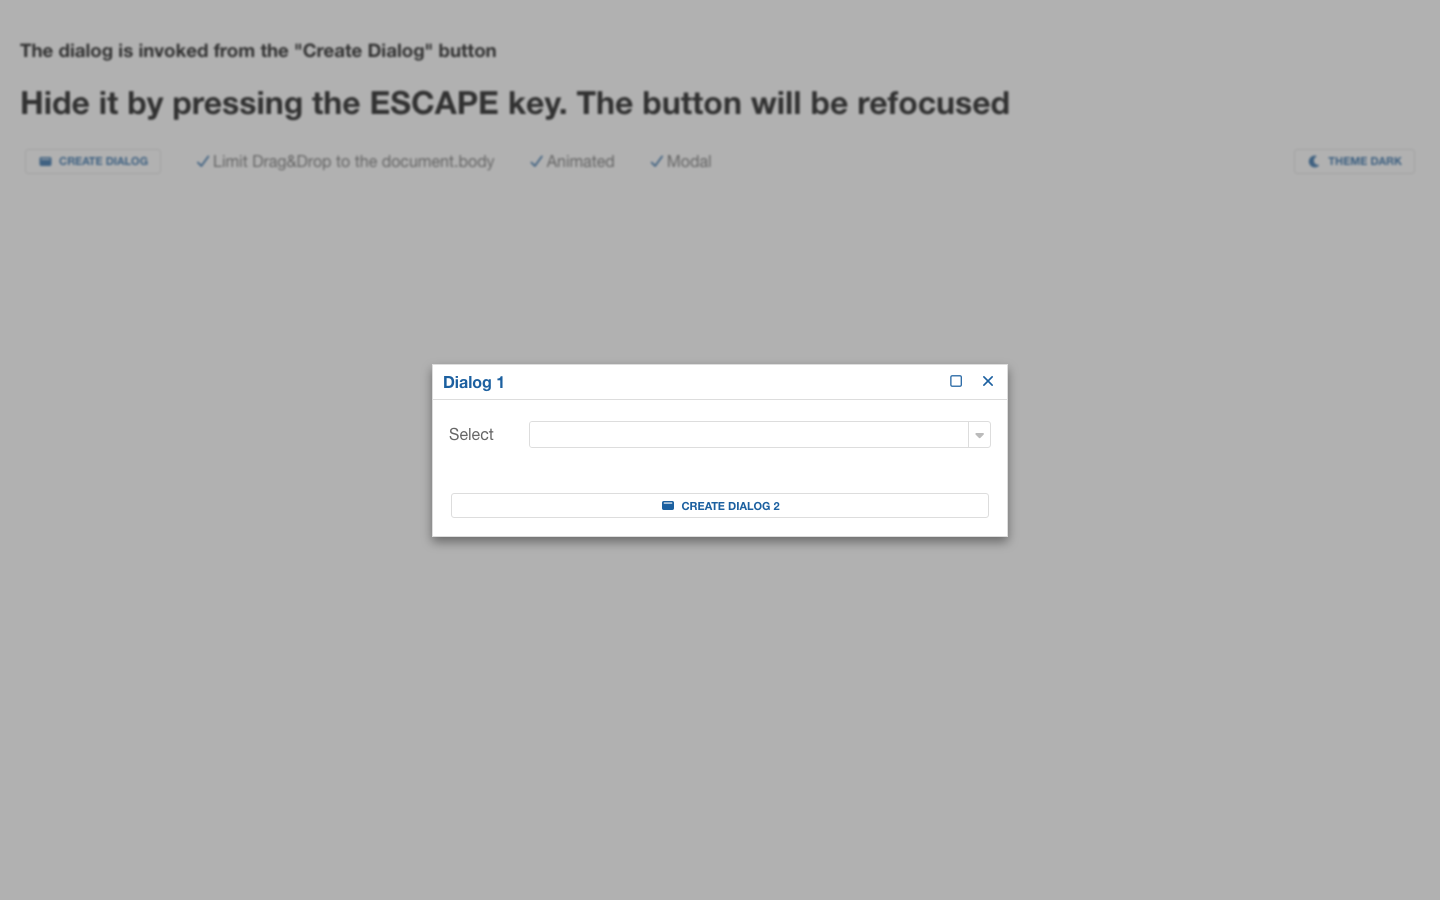 The dialog is invoked from the "Create Dialog" button
Hide it by pressing the ESCAPE key. The button will be refocused
CREATE DIALOG Limit Drag&Drop to the document.body Animated Modal THEME DARK
Dialog 1
Select
CREATE DIALOG 2